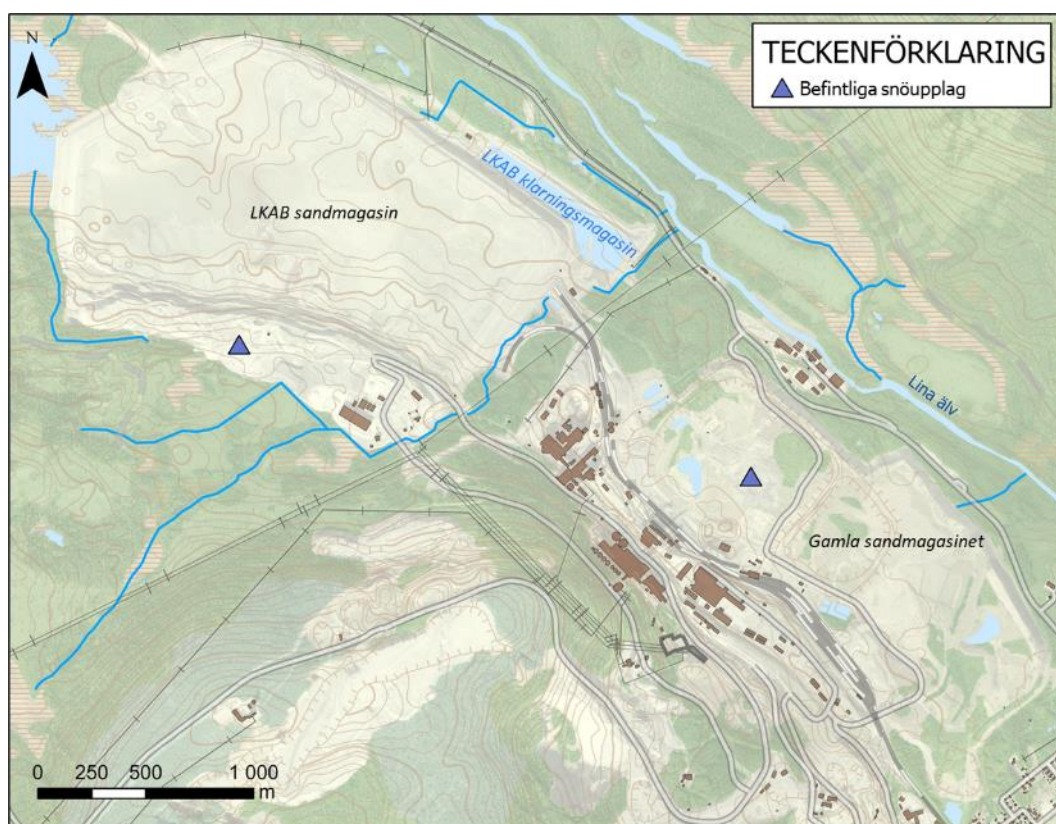 N
TECKENFÖRKLARING
Befintliga snöupplag
LKAB klarningsmagasin
LKAB sandmagasin
Lina älv
Gamla sandmagasinet
0 250 500 1 000
m